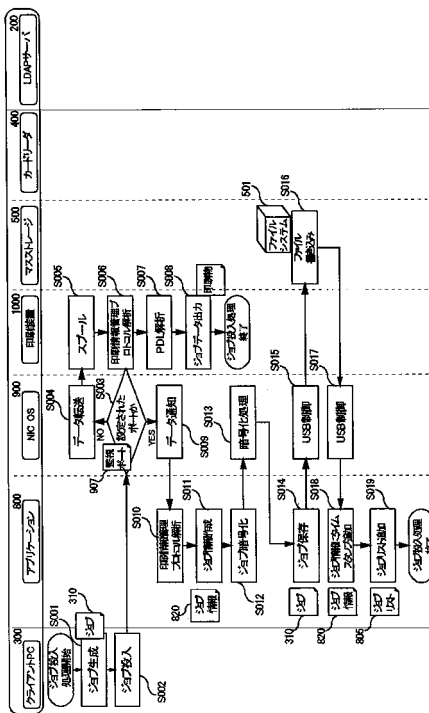 300
クライアントPC
800
アプリケーション
900
NIC OS
1000
印刷装置
500
マスストレージ
400
カードリーダ
200
LDAPサーバ
ジョブ投入
処理開始
S001
ジョブ生成
310
ジョブ
ジョブ投入
S002
907
監視
ポート
S003
設定された
ポートか
NO
YES
S004
データ転送
S005
スプール
S006
印刷情報管理プ
ロトコル解析
S007
PDL解析
S008
ジョブデータ出力
印刷物
ジョブ投入処理
終了
データ通知
S009
S010
印刷情報管理
プロトコル解析
S011
ジョブ情報作成
820
ジョブ
情報
ジョブ暗号化
S012
S013
暗号化処理
S014
ジョブ保存
310
ジョブ
S015
USB制御
501
ファイル
システム
S016
ファイル
書き込み
S017
USB制御
S018
ジョブ情報にタイム
スタンプ追加
820
ジョブ
情報
S019
ジョブリスト追加
805
ジョブ
リスト
ジョブ投入処理
終了